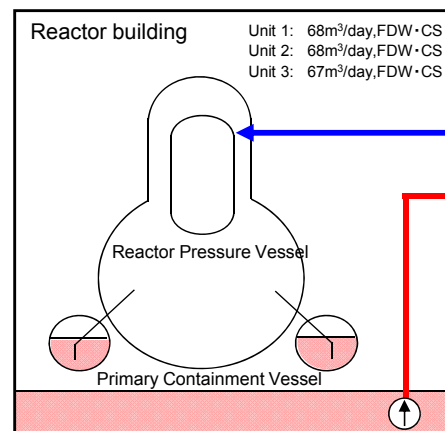 Reactor building
Unit 1: 68m³/day,FDW・CS
Unit 2: 68m³/day,FDW・CS
Unit 3: 67m³/day,FDW・CS
Reactor Pressure Vessel
Primary Containment Vessel